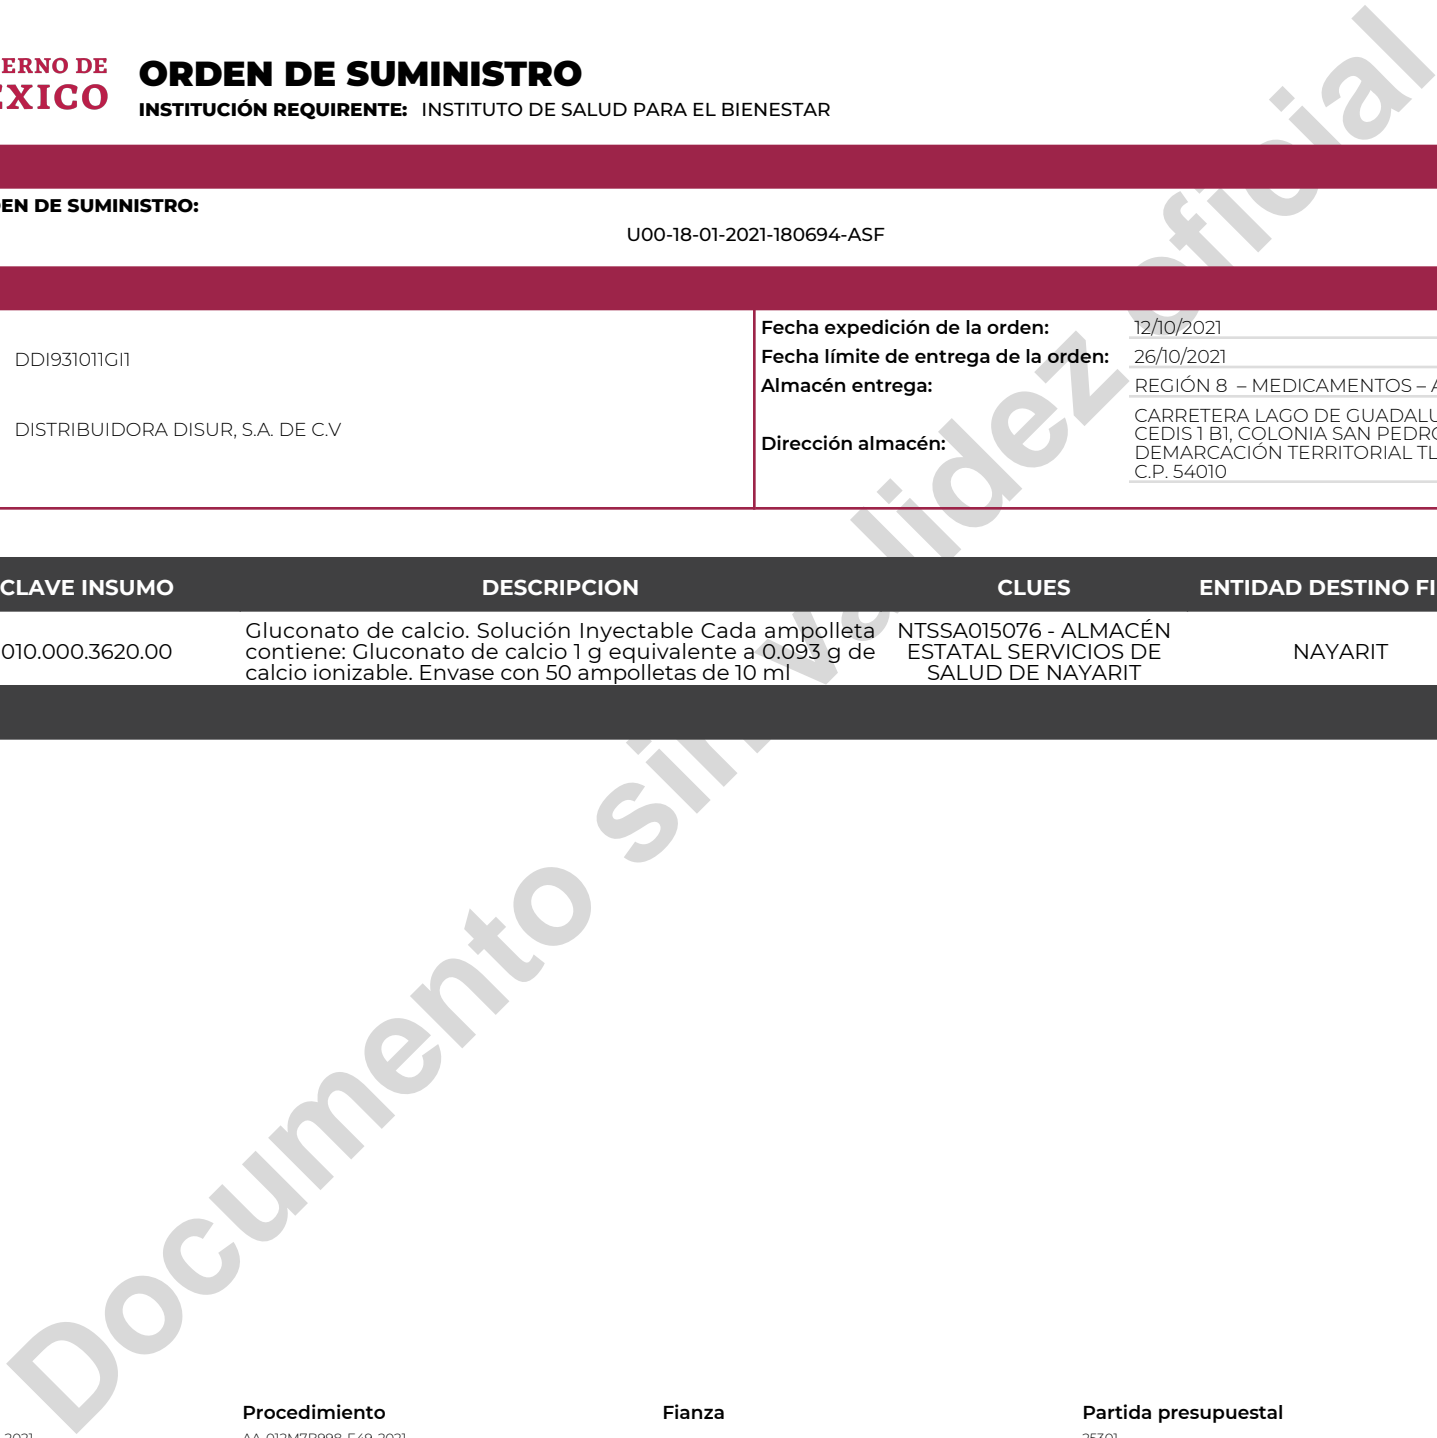 ERNO DE
ORDEN DE SUMINISTRO
INSTITUCIÓN REQUIRENTE: INSTITUTO DE SALUD PARA EL BIENESTAR
EN DE SUMINISTRO:
U00-18-01-2021-180694-ASF
DDI931011GI1
DISTRIBUIDORA DISUR, S.A. DE C.V
Fecha expedición de la orden: 12/10/2021
Fecha límite de entrega de la orden: 26/10/2021
Almacén entrega: REGIÓN 8 – MEDICAMENTOS – A
Dirección almacén:
CARRETERA LAGO DE GUADALU
CEDIS 1 B1, COLONIA SAN PEDRO
DEMARCACIÓN TERRITORIAL TL
C.P. 54010
CLAVE INSUMO DESCRIPCION CLUES ENTIDAD DESTINO FI
010.000.3620.00
Gluconato de calcio. Solución Inyectable Cada ampolleta
contiene: Gluconato de calcio 1 g equivalente a 0.093 g de
calcio ionizable. Envase con 50 ampolletas de 10 ml
NTSSA015076 - ALMACÉN
ESTATAL SERVICIOS DE
SALUD DE NAYARIT
NAYARIT
Documento sin validez oficial
Procedimiento Fianza Partida presupuestal